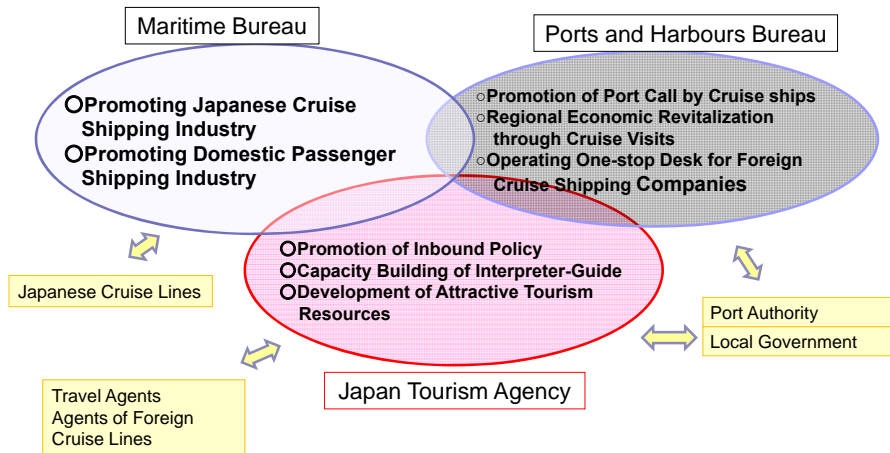 Maritime Bureau
Ports and Harbours Bureau
○Promoting Japanese Cruise
Shipping Industry
○Promoting Domestic Passenger
Shipping Industry
○Promotion of Port Call by Cruise ships
○Regional Economic Revitalization
through Cruise Visits
○Operating One-stop Desk for Foreign
Cruise Shipping Companies
○Promotion of Inbound Policy
○Capacity Building of Interpreter-Guide
○Development of Attractive Tourism
Resources
Japanese Cruise Lines
Port Authority
Local Government
Japan Tourism Agency
Travel Agents
Agents of Foreign
Cruise Lines